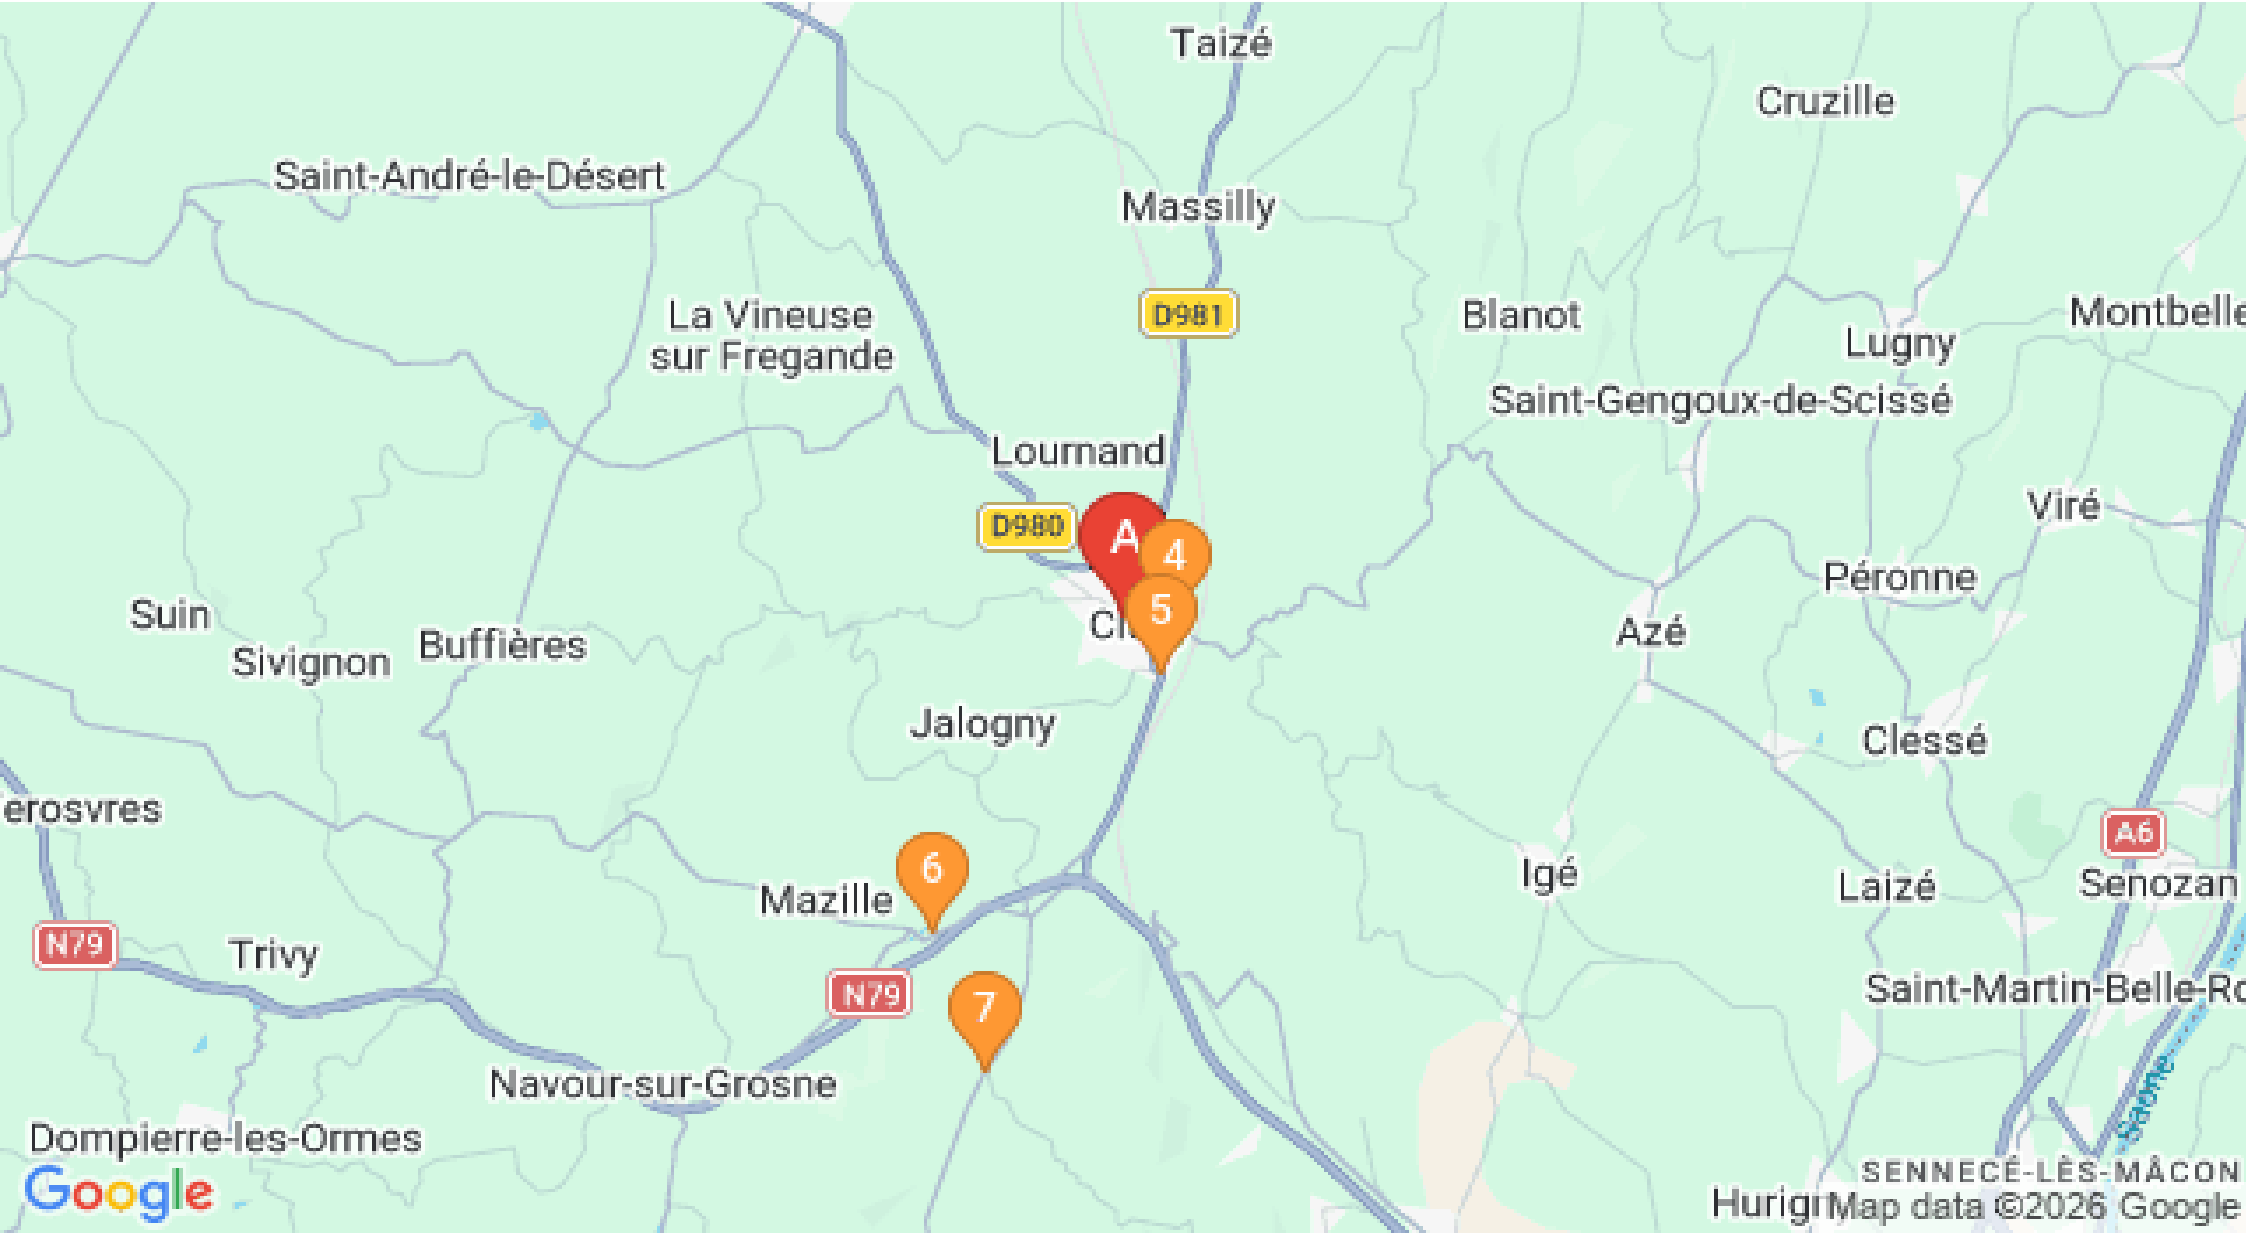 Taizé
Cruzille
Saint-André-le-Désert
Massilly
La Vineuse
sur Fregande
D981
Blanot
Montbelle
Lugny
Saint-Gengoux-de-Scissé
Lournand
D980
A
4
Viré
Péronne
5
Suin
Azé
Sivignon
Buffières
Jalogny
Clessé
erosvres
A6
6
Mazille
Igé
Laizé
Senozan
N79
Trivy
N79
7
Saint-Martin-Belle-Ro
Navour-sur-Grosne
Saône
Dompierre-les-Ormes
SENNECÉ-LÈS-MÂCON
Google
Hurign
Map data ©2026 Google